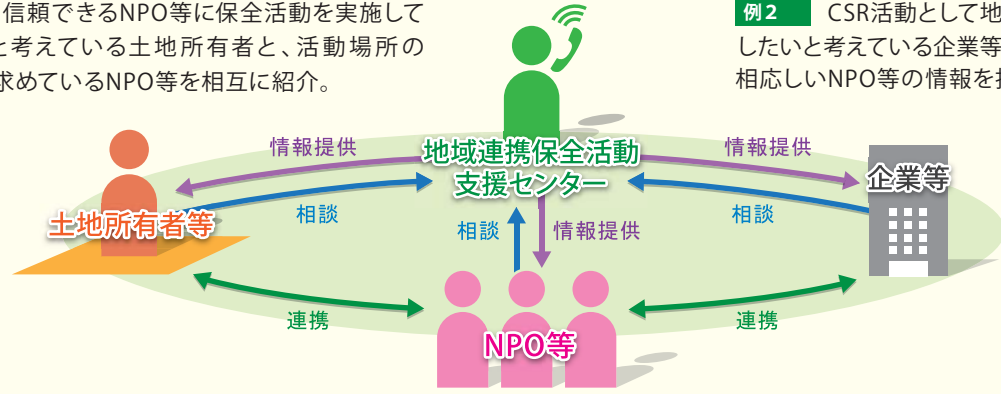 信頼できるNPO等に保全活動を実施して
と考えている土地所有者と、活動場所の
求めているNPO等を相互に紹介。
例2 CSR活動として地
したいと考えている企業等
相応しいNPO等の情報を
情報提供
地域連携保全活動
支援センター
情報提供
企業等
土地所有者等
相談
相談
情報提供
相談
連携
NPO等
連携